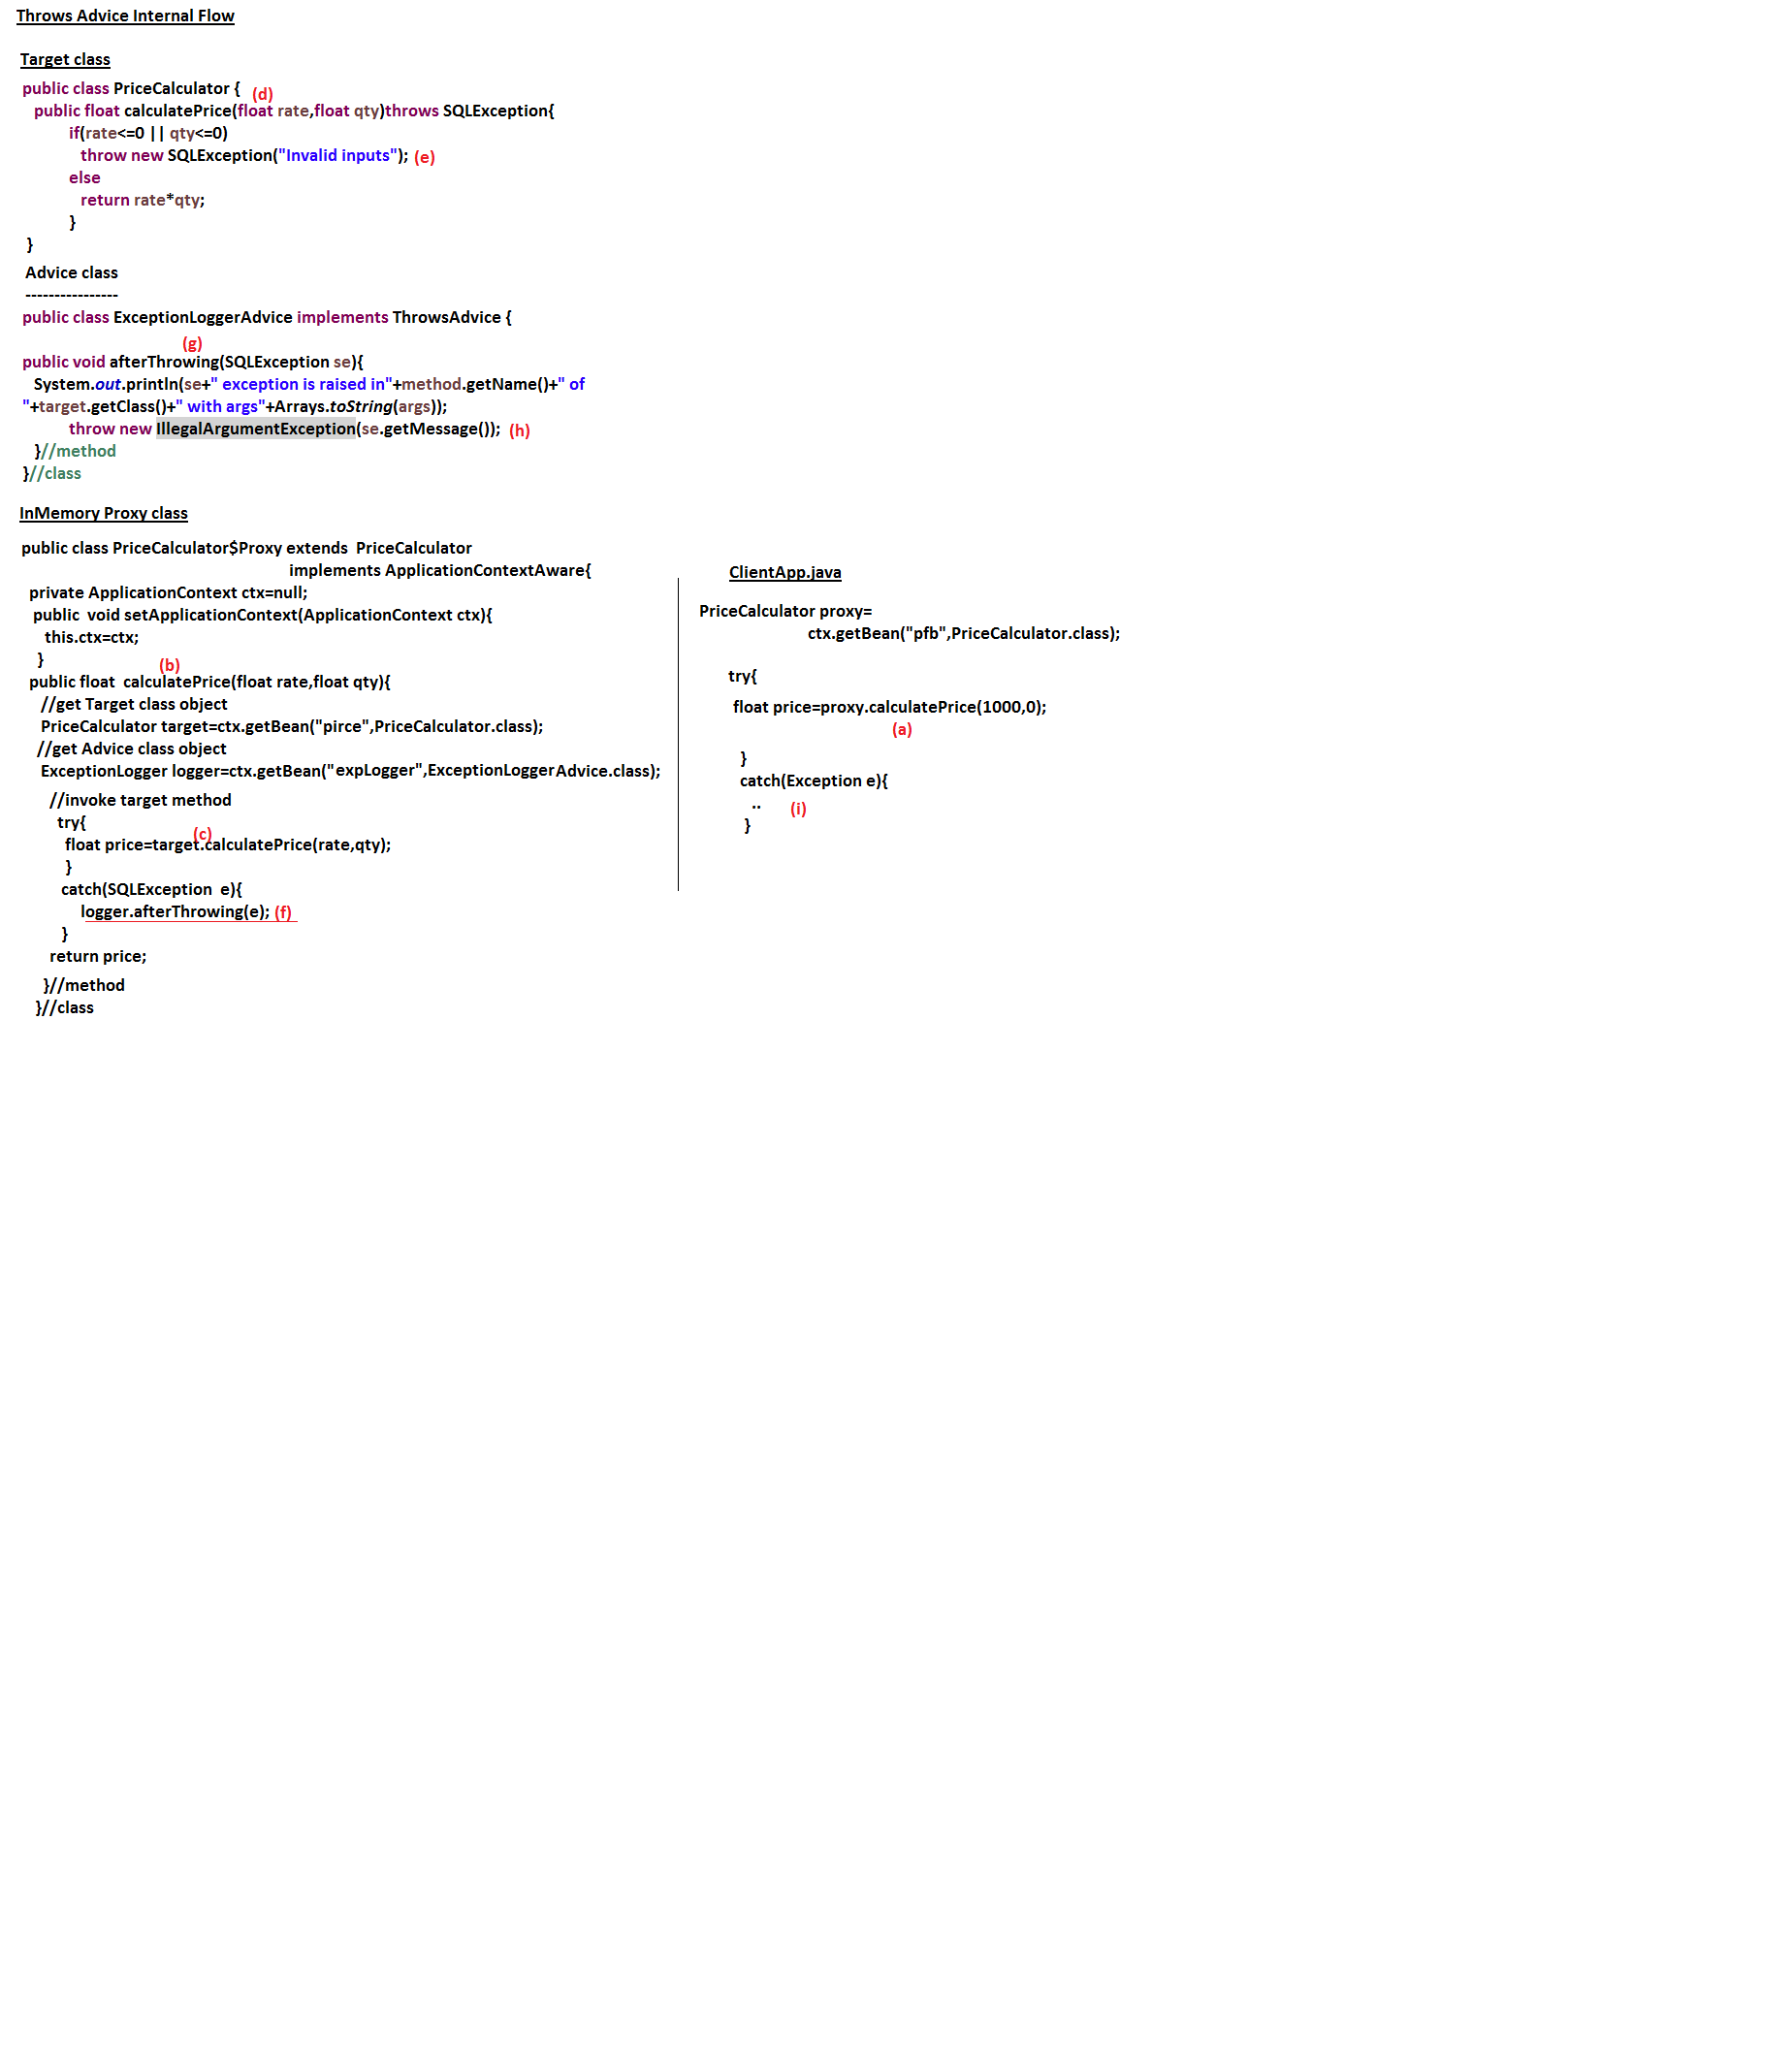 Throws Advice Internal Flow
Target class
public class PriceCalculator { (d)
public float calculatePrice(float rate,float qty)throws SQLException{
if(rate<=0 || qty<=0)
throw new SQLException("Invalid inputs"); (e)
else
return rate*qty;
}
}
Advice class
----------------
public class ExceptionLoggerAdvice implements ThrowsAdvice {
(g)
public void afterThrowing(SQLException se){
System.out.println(se+" exception is raised in"+method.getName()+" of
"+target.getClass()+" with args"+Arrays.toString(args));
throw new IllegalArgumentException(se.getMessage()); (h)
}//method
}//class
InMemory Proxy class
public class PriceCalculator$Proxy extends PriceCalculator
implements ApplicationContextAware{
private ApplicationContext ctx=null;
public void setApplicationContext(ApplicationContext ctx){
this.ctx=ctx;
}
(b)
public float calculatePrice(float rate,float qty){
//get Target class object
PriceCalculator target=ctx.getBean("pirce",PriceCalculator.class);
//get Advice class object
ExceptionLogger logger=ctx.getBean("expLogger",ExceptionLoggerAdvice.class);
//invoke target method
try{
(c)
float price=target.calculatePrice(rate,qty);
}
catch(SQLException e){
logger.afterThrowing(e); (f)
}
return price;
}//method
}//class
ClientApp.java
PriceCalculator proxy=
ctx.getBean("pfb",PriceCalculator.class);
try{
float price=proxy.calculatePrice(1000,0);
(a)
}
catch(Exception e){
.. (i)
}